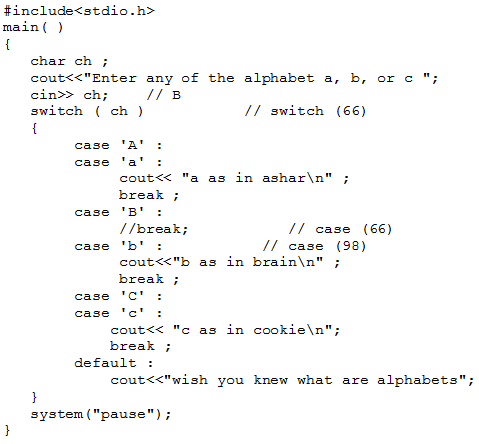 #include<stdio.h>
main( )
{
char ch ;
cout<<"Enter any of the alphabet a, b, or c ";
cin>> ch; // B
switch ( ch ) // switch (66)
{
case 'A' :
case 'a' :
cout<< "a as in ashar\n" ;
break ;
case 'B' :
//break; // case (66)
case 'b' : // case (98)
cout<<"b as in brain\n" ;
break ;
case 'C' :
case 'c' :
cout<< "c as in cookie\n";
break ;
default :
cout<<"wish you knew what are alphabets";
}
system("pause");
}